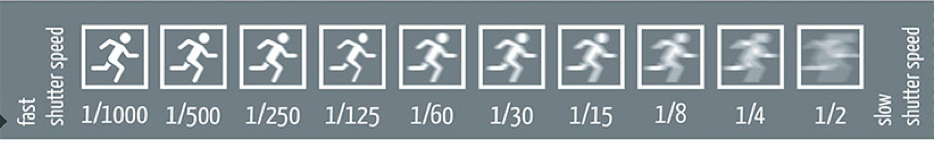 fast
shutter speed
1/1000 1/500 1/250 1/125 1/60 1/30 1/15 1/8 1/4 1/2
slow
shutter speed